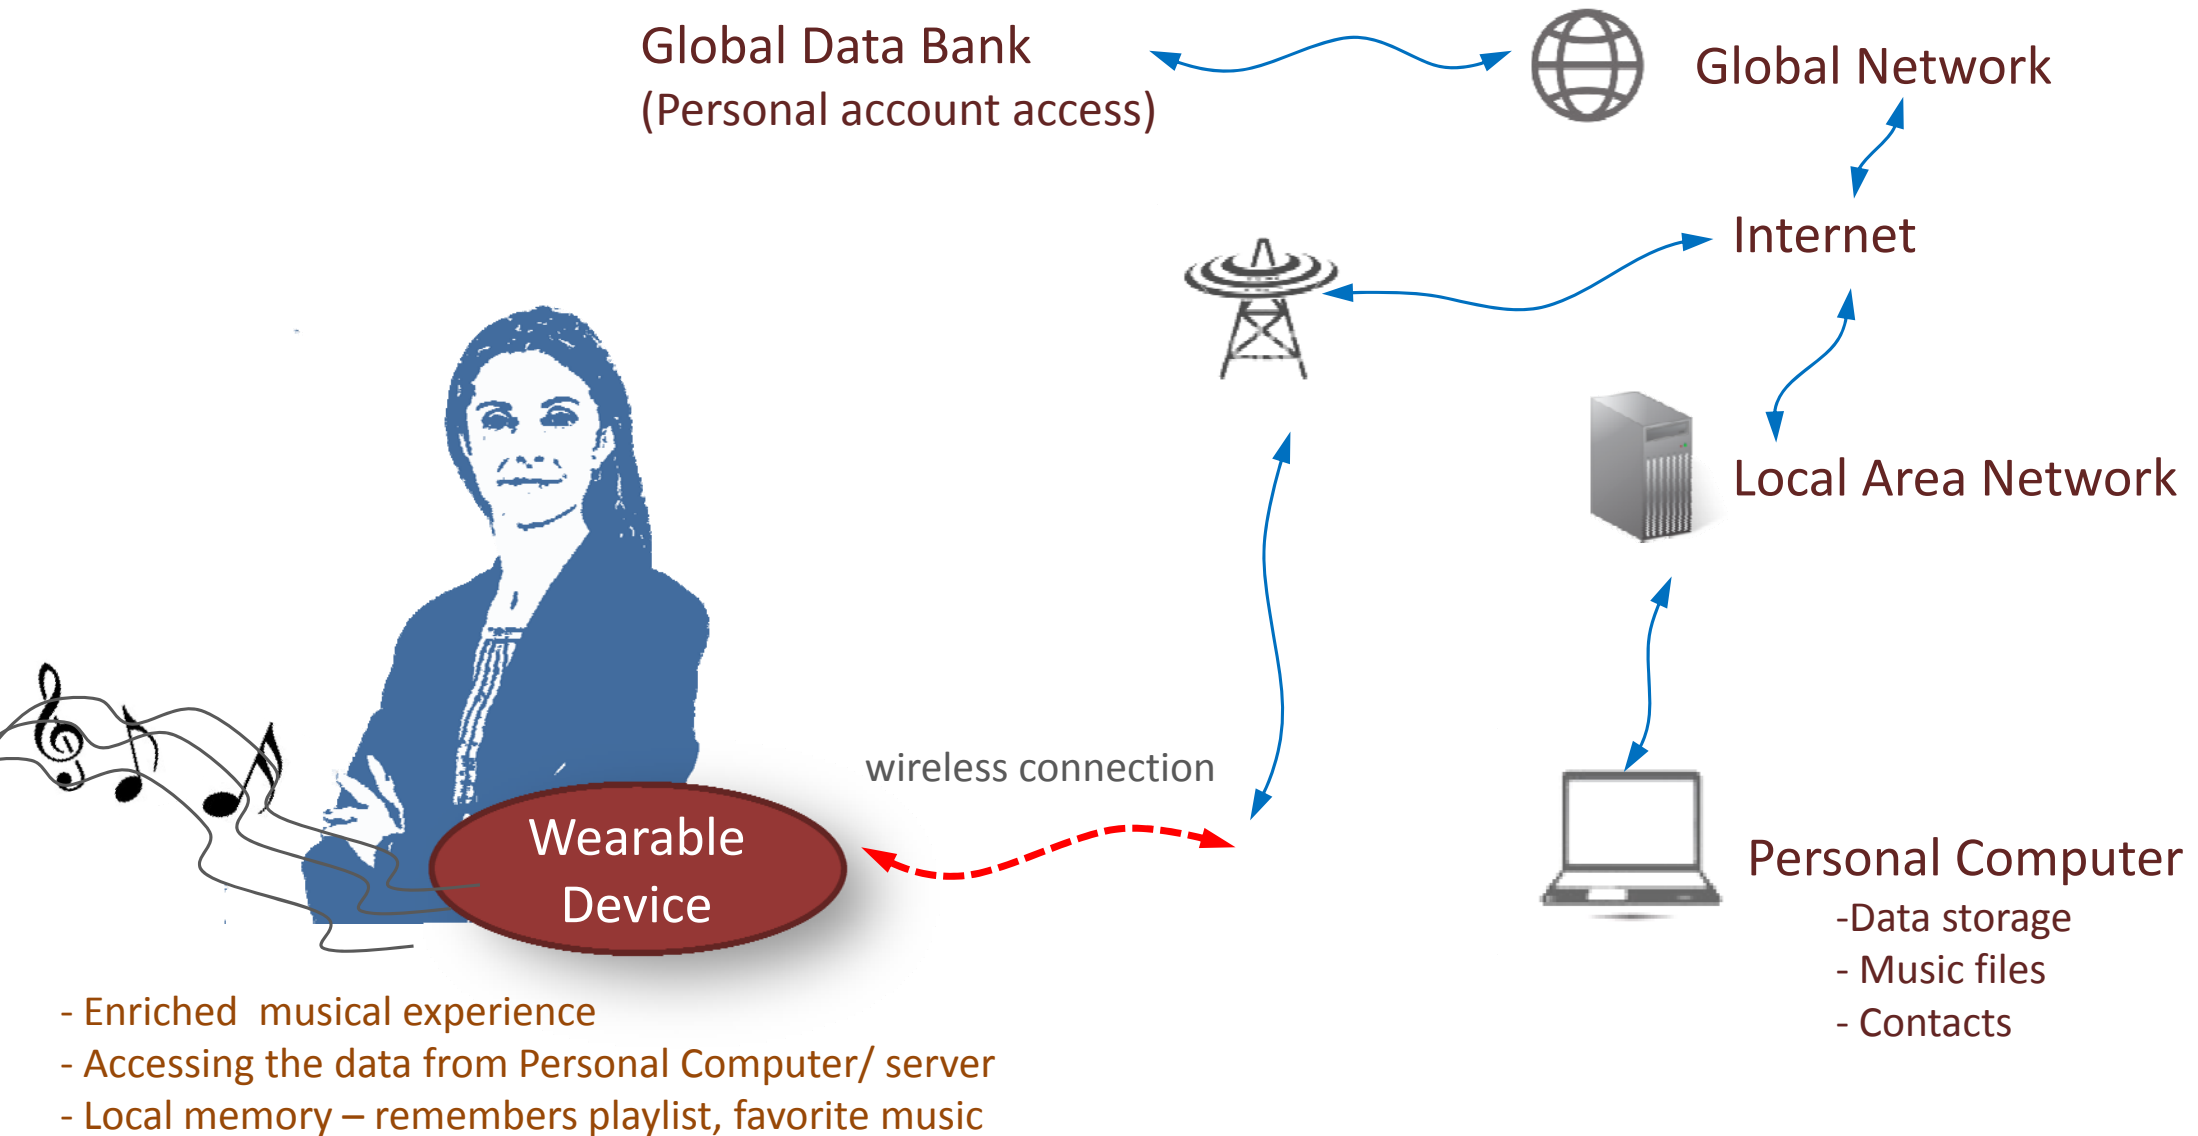 Global Data Bank
(Personal account access)
Global Network
Internet
Local Area Network
wireless connection
Wearable
Device
Personal Computer
-Data storage
- Music files
- Contacts
- Enriched  musical experience
- Accessing the data from Personal Computer/ server
- Local memory – remembers playlist, favorite music